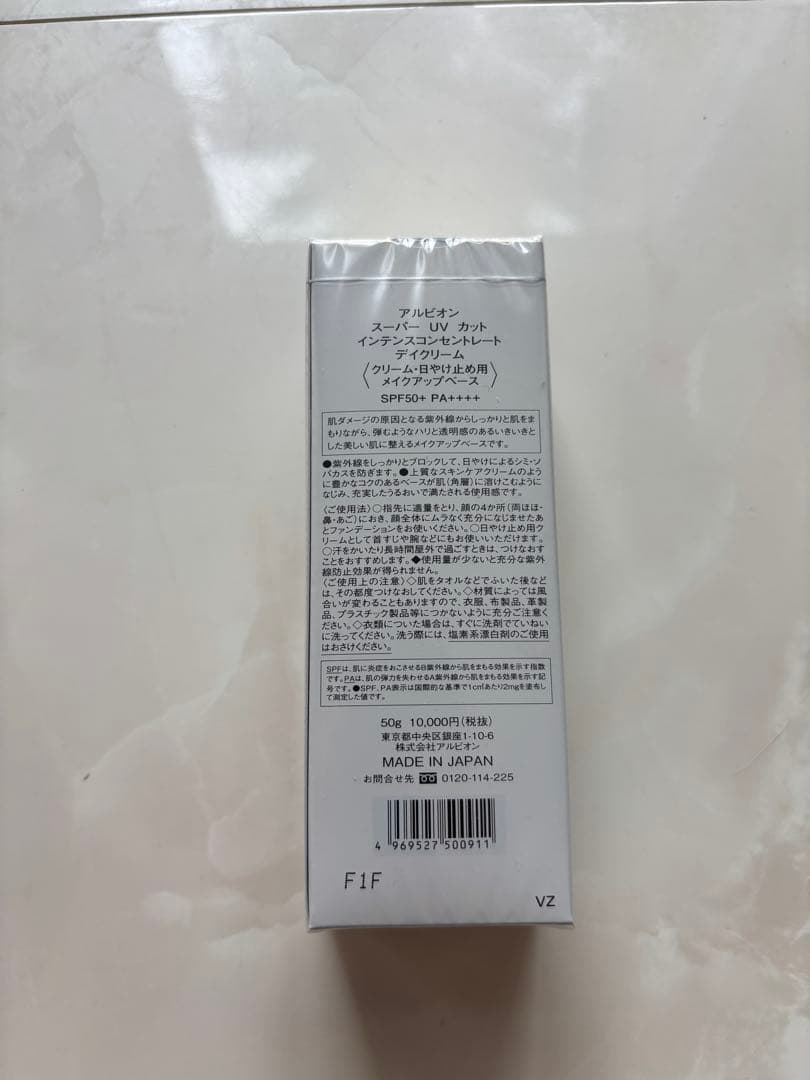 アルビオン
スーパー UV カット
インテンスコンセントレート
デイクリーム
〈クリーム・日やけ止め用
メイクアップベース〉
SPF50+ PA++++
肌ダメージの原因となる紫外線からしっかりと肌をま
もりながら、弾むようなハリと透明感のあるいきいきと
した美しい肌に整えるメイクアップベースです。
●紫外線をしっかりとブロックして、日やけによるシミ・ソ
バカスを防ぎます。●上質なスキンケアクリームのよう
に豊かなコクのあるベースが肌(角層)に溶けこむように
なじみ、充実したうるおいで満たされる使用感です。
〈ご使用法〉○指先に適量をとり、顔の4か所(両ほほ・
鼻・あご)におき、顔全体にムラなく充分になじませたあ
とファンデーションをお使いください。○日やけ止め用ク
リームとして首すじや腕などにもお使いいただけます。
○汗をかいたり長時間屋外で過ごすときは、つけなおす
ことをおすすめします。◆使用量が少ないと充分な紫外
線防止効果が得られません。
〈ご使用上の注意〉◇肌をタオルなどでふいた後など
は、その都度つけなおしてください。◇材質によっては風
合いが変わることもありますので、衣服、布製品、革製
品、プラスチック製品等につかないように充分ご注意く
ださい。◇衣類についた場合は、すぐに洗剤でていねい
に洗ってください。洗う際には、塩素系漂白剤のご使用
はおさけください。
SPFは、肌に炎症をおこさせるB紫外線から肌をまもる効果を示す指数
です。PAは、肌の弾力を失わせるA紫外線から肌をまもる効果を示す記
号です。●SPF、PA表示は国際的な基準で1c㎡あたり2mgを塗布し
て測定した値です。
50g 10,000円(税抜)
東京都中央区銀座1-10-6
株式会社アルビオン
MADE IN JAPAN
お問合せ先 0120-114-225
4 969527 500911
F1F
VZ